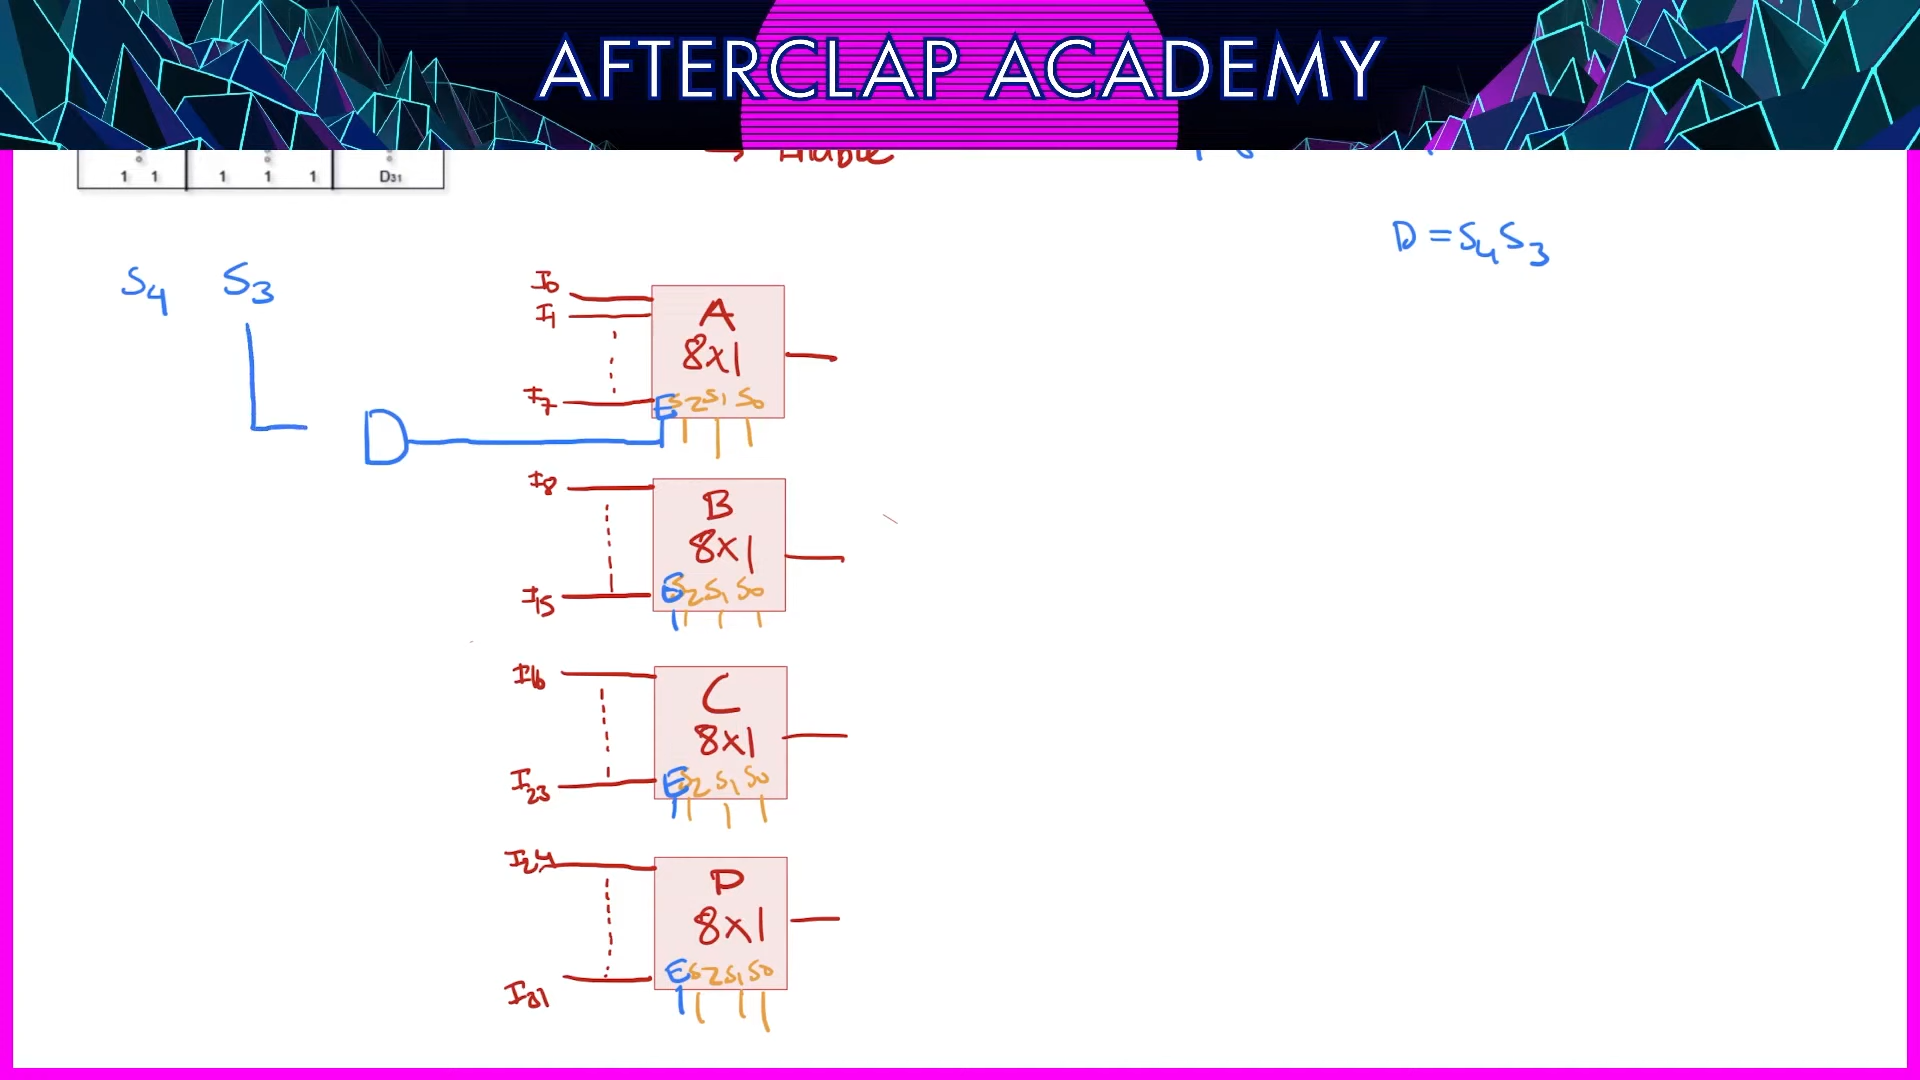 AFTERCLAP ACADEMY
1 1 1 1 1 D31
D = S4S3
S4 S3
I0
I1
I7
A
8x1
E S2 S1 S0
I8
I15
B
8x1
E S2 S1 S0
I16
I23
C
8x1
E S2 S1 S0
I24
I31
D
8x1
E S2 S1 S0